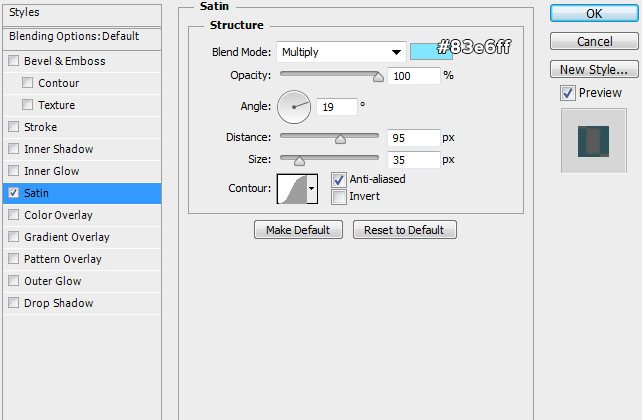 Styles
Blending Options:Default
Bevel & Emboss
Contour
Texture
Stroke
Inner Shadow
Inner Glow
Satin
Color Overlay
Gradient Overlay
Pattern Overlay
Outer Glow
Drop Shadow
Satin
Structure
Blend Mode: Multiply #83e6ff
Opacity: 100 %
Angle: 19 °
Distance: 95 px
Size: 35 px
Contour: Anti-aliased
Invert
Make Default Reset to Default
OK
Cancel
New Style...
Preview